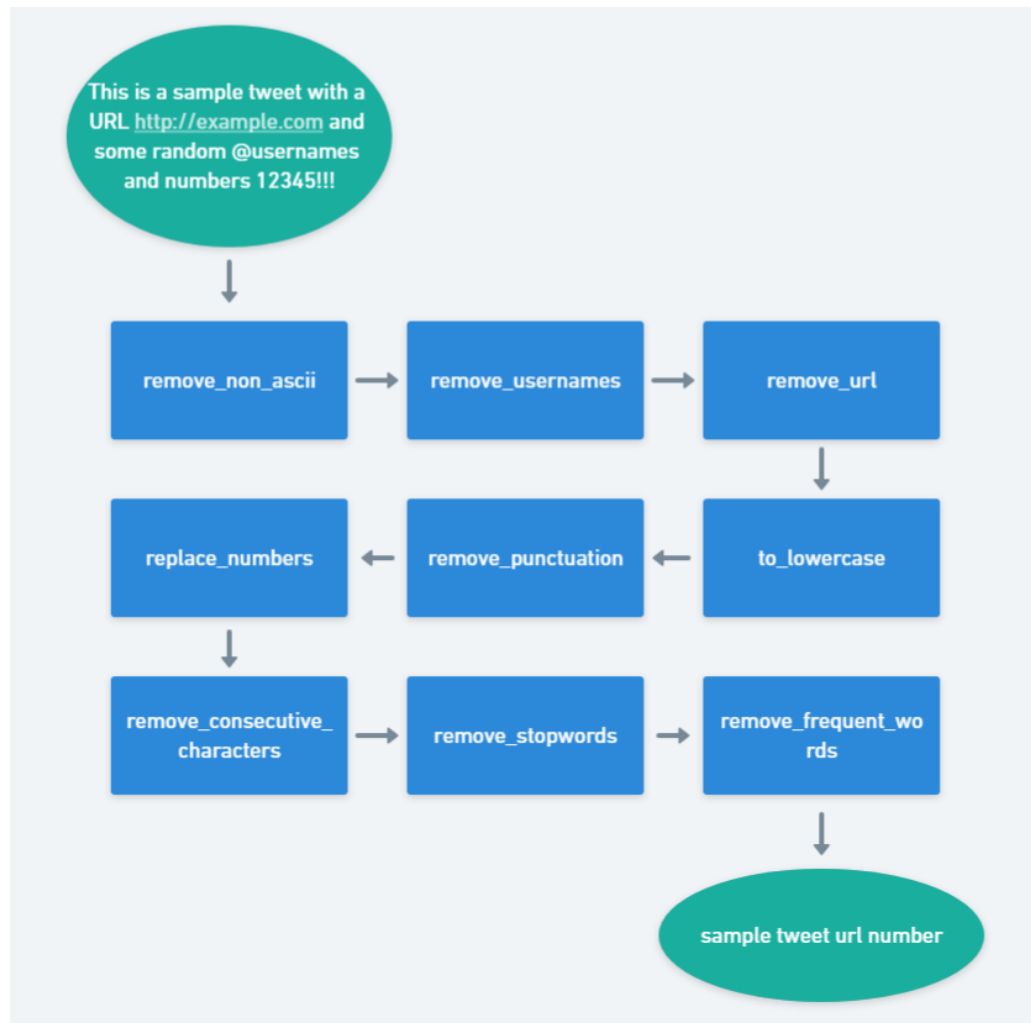 This is a sample tweet with a
URL http://example.com and
some random @usernames
and numbers 12345!!!
remove_non_ascii
remove_usernames
remove_url
to_lowercase
remove_punctuation
replace_numbers
remove_consecutive_
characters
remove_stopwords
remove_frequent_wo
rds
sample tweet url number